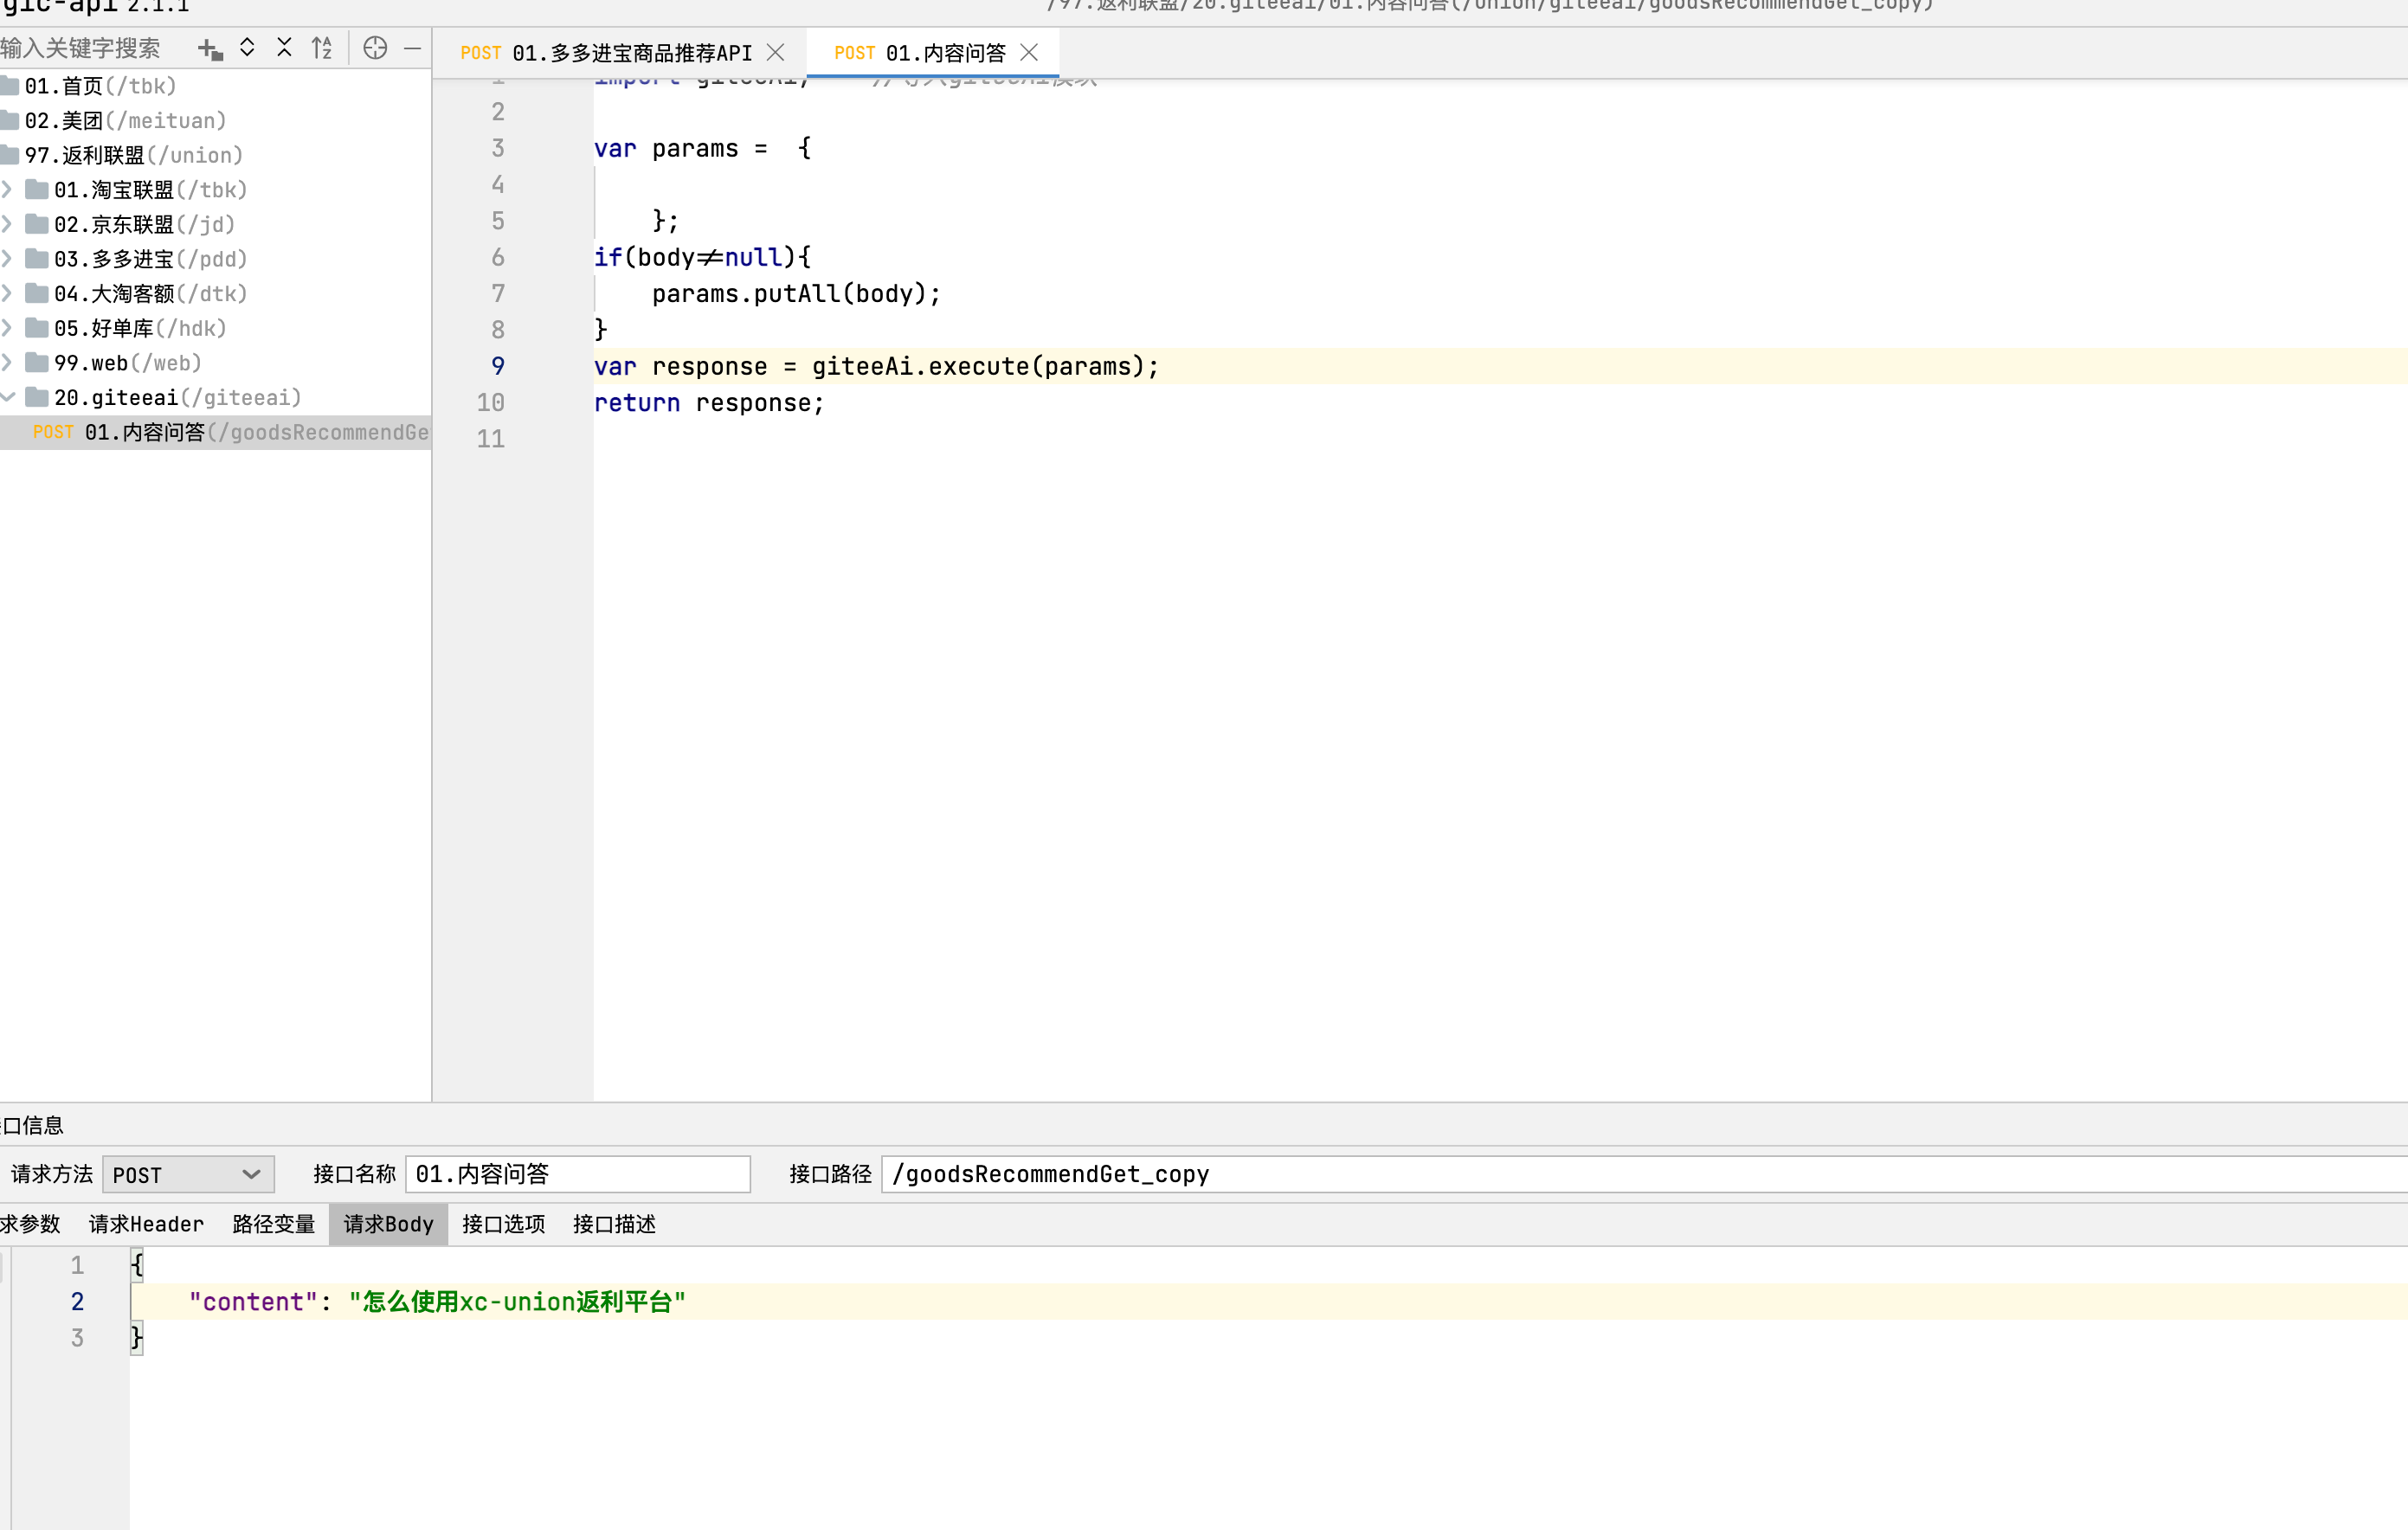 gic-api 2.1.1
/97.返利联盟/20.giteeai/01.内容问答(/union/giteeai/goodsRecommendGet_copy)
输入关键字搜索
POST 01.多多进宝商品推荐API
POST 01.内容问答
01.首页(/tbk)
02.美团(/meituan)
97.返利联盟(/union)
01.淘宝联盟(/tbk)
02.京东联盟(/jd)
03.多多进宝(/pdd)
04.大淘客额(/dtk)
05.好单库(/hdk)
99.web(/web)
20.giteeai(/giteeai)
POST 01.内容问答(/goodsRecommendGe
1 import giteeAi; //导入giteeAi模块
2
3 var params = {
4
5 };
6 if(body≠null){
7 params.putAll(body);
8 }
9 var response = giteeAi.execute(params);
10 return response;
11
口信息
请求方法 POST 接口名称 01.内容问答 接口路径 /goodsRecommendGet_copy
求参数 请求Header 路径变量 请求Body 接口选项 接口描述
1 {
2 "content": "怎么使用xc-union返利平台"
3 }